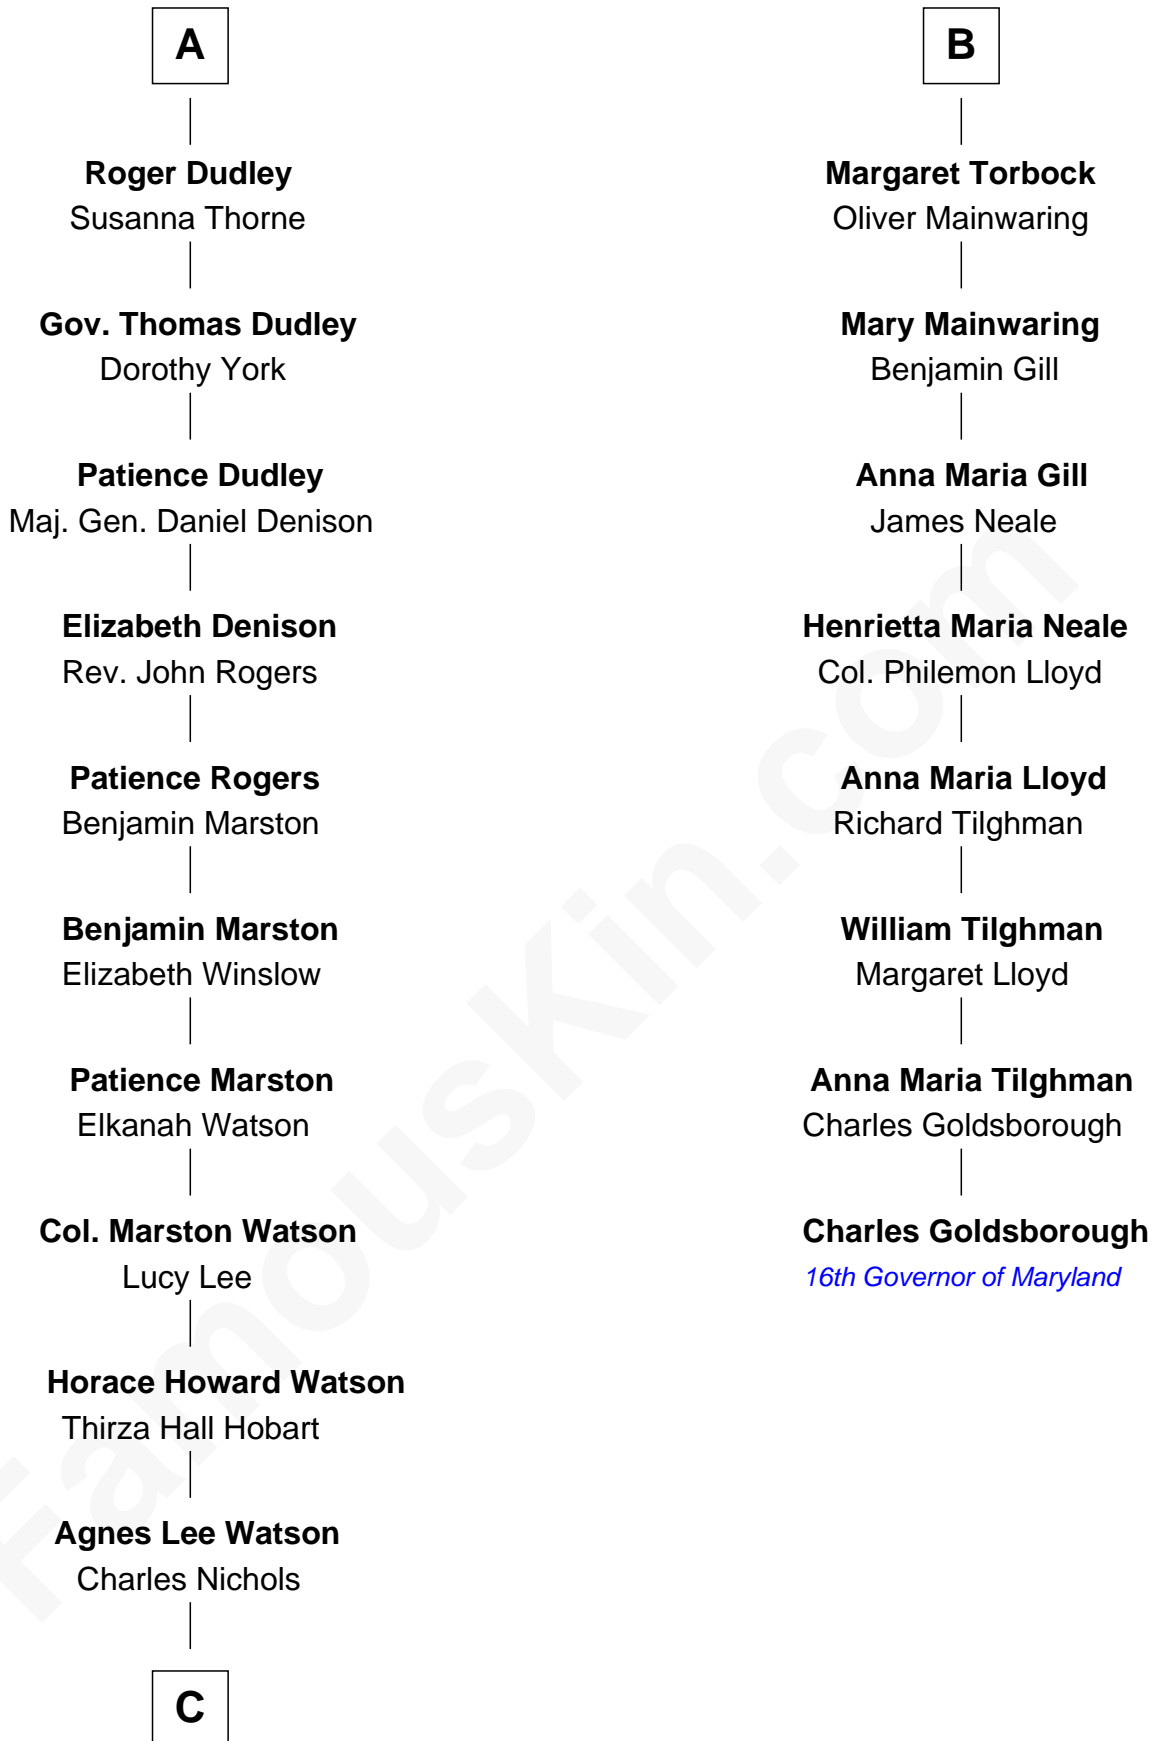 A
Roger Dudley
Susanna Thorne
Gov. Thomas Dudley
Dorothy York
Patience Dudley
Maj. Gen. Daniel Denison
Elizabeth Denison
Rev. John Rogers
Patience Rogers
Benjamin Marston
Benjamin Marston
Elizabeth Winslow
Patience Marston
Elkanah Watson
Col. Marston Watson
Lucy Lee
Horace Howard Watson
Thirza Hall Hobart
Agnes Lee Watson
Charles Nichols
C
B
Margaret Torbock
Oliver Mainwaring
Mary Mainwaring
Benjamin Gill
Anna Maria Gill
James Neale
Henrietta Maria Neale
Col. Philemon Lloyd
Anna Maria Lloyd
Richard Tilghman
William Tilghman
Margaret Lloyd
Anna Maria Tilghman
Charles Goldsborough
Charles Goldsborough
16th Governor of Maryland
FamousKin.com